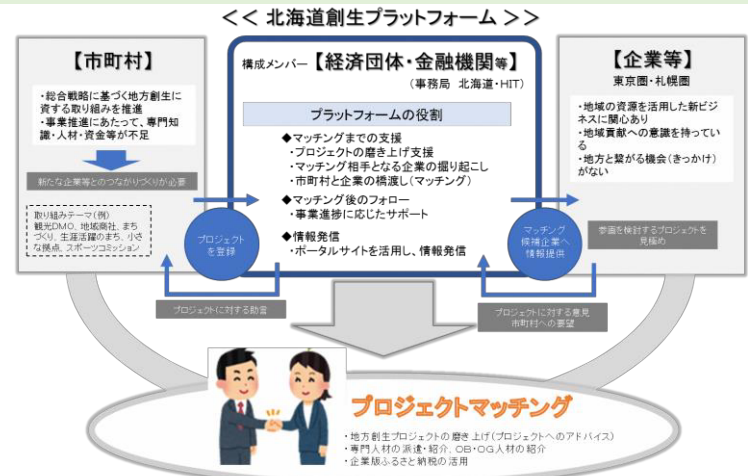 << 北海道創生プラットフォーム >>
【市町村】
・総合戦略に基づく地方創生に
資する取り組みを推進
・事業推進にあたって、専門知
識・人材・資金等が不足
新たな企業等とのつながりづくりが必要
取り組みテーマ(例)
観光DMO、地域商社、まち
づくり、生涯活躍のまち、小さ
な拠点、スポーツコミッション
構成メンバー【経済団体・金融機関等】
(事務局 北海道・HIT)
プラットフォームの役割
◆マッチングまでの支援
・プロジェクトの磨き上げ支援
・マッチング相手となる企業の掘り起こし
・市町村と企業の橋渡し(マッチング)
◆マッチング後のフォロー
・事業進捗に応じたサポート
◆情報発信
・ポータルサイトを活用し、情報発信
【企業等】
東京圏・札幌圏
・地域の資源を活用した新ビジ
ネスに関心あり
・地域貢献への意識を持ってい
る
・地方と繋がる機会(きっかけ)
がない
プロジェクト
を登録
マッチング
候補企業へ
情報提供
参画を検討するプロジェクトを
見極め
プロジェクトに対する助言
プロジェクトに対する意見
市町村への要望
プロジェクトマッチング
・地方創生プロジェクトの磨き上げ(プロジェクトへのアドバイス)
・専門人材の派遣・紹介、OB・OG人材の紹介
・企業版ふるさと納税の活用